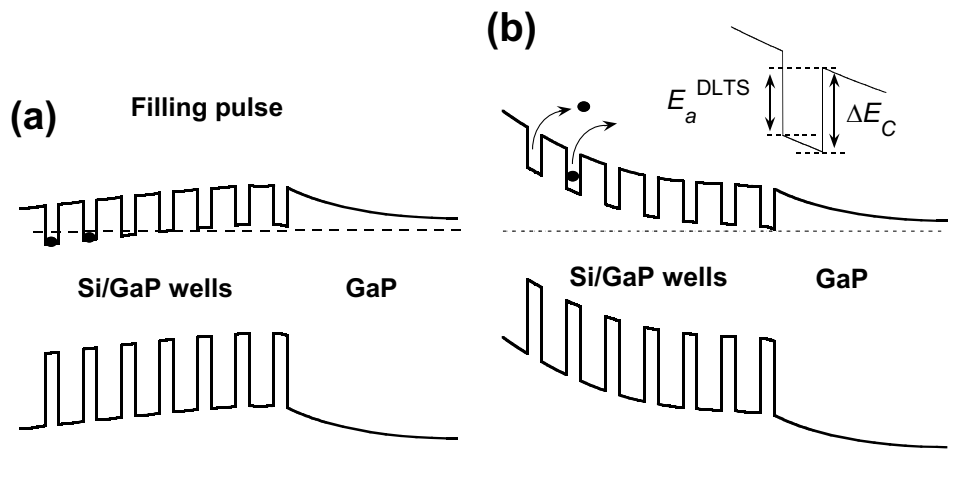 (a)
Filling pulse
Si/GaP wells
GaP
(b)
E_a^DLTS
ΔE_C
Si/GaP wells
GaP